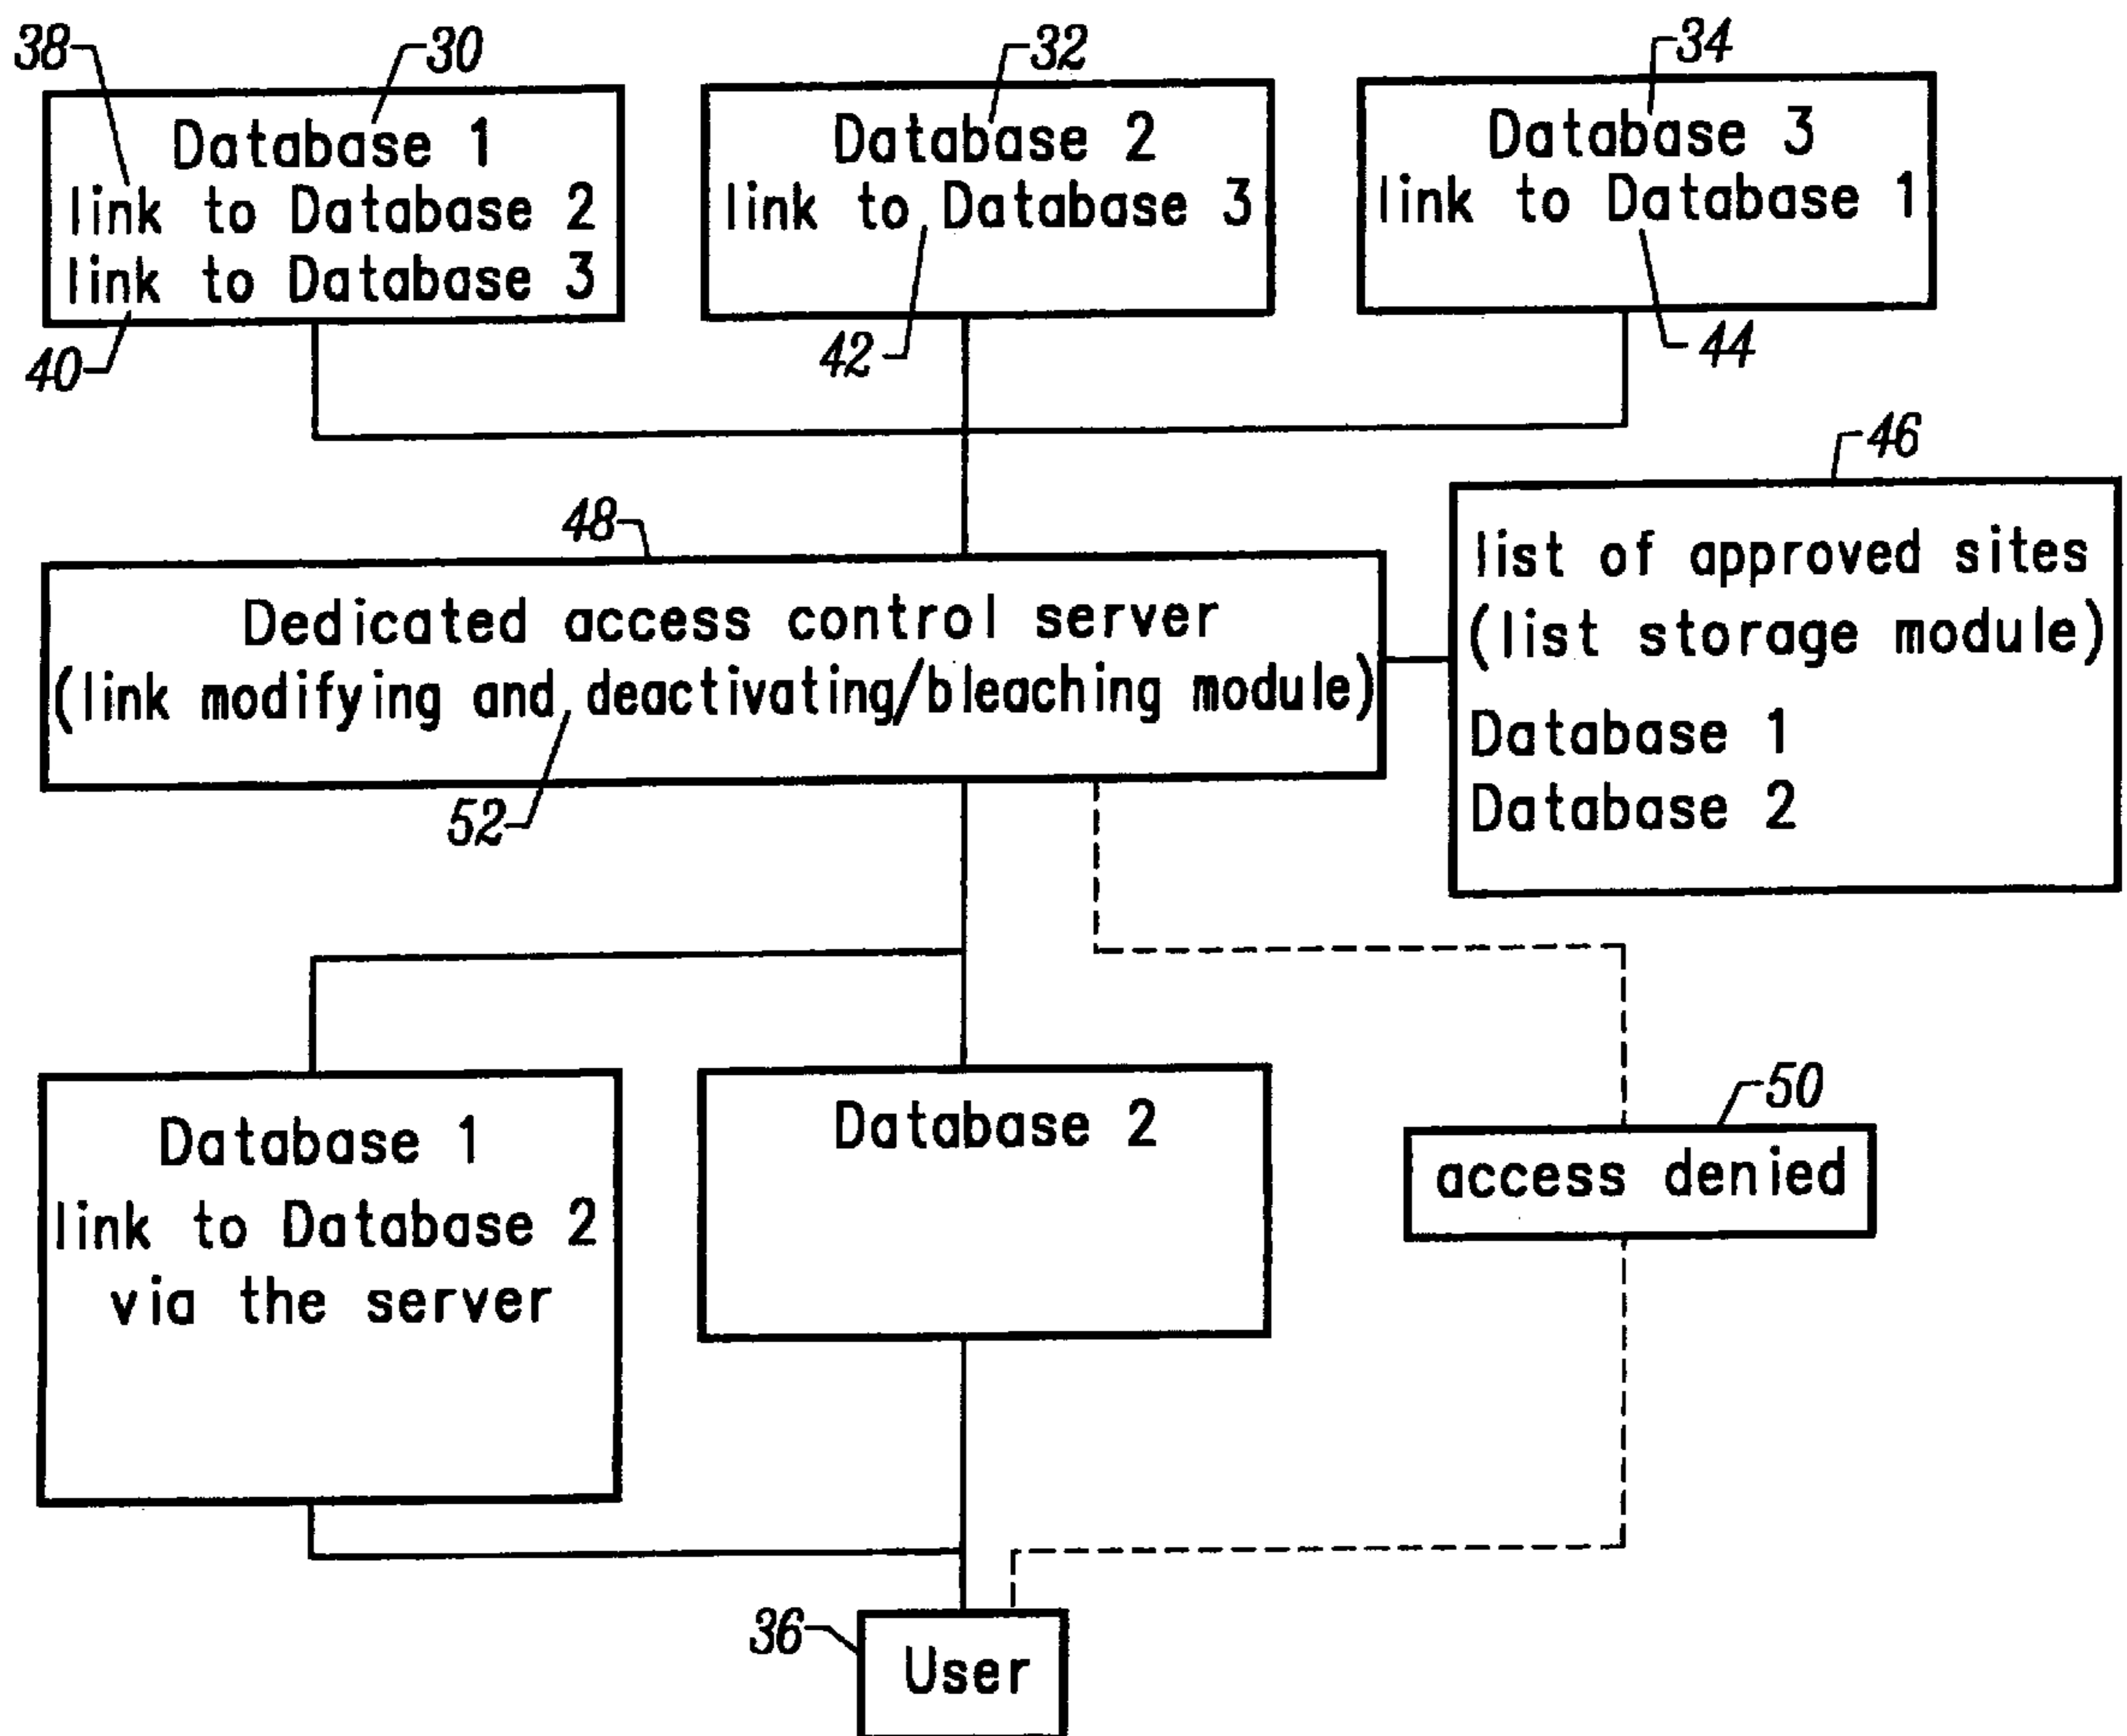 38
30
32
34
Database 1
link to Database 2
link to Database 3
Database 2
link to Database 3
Database 3
link to Database 1
40
42
44
46
48
Dedicated access control server
(link modifying and deactivating/bleaching module)
52
list of approved sites
(list storage module)
Database 1
Database 2
Database 1
link to Database 2
via the server
Database 2
50
access denied
36
User